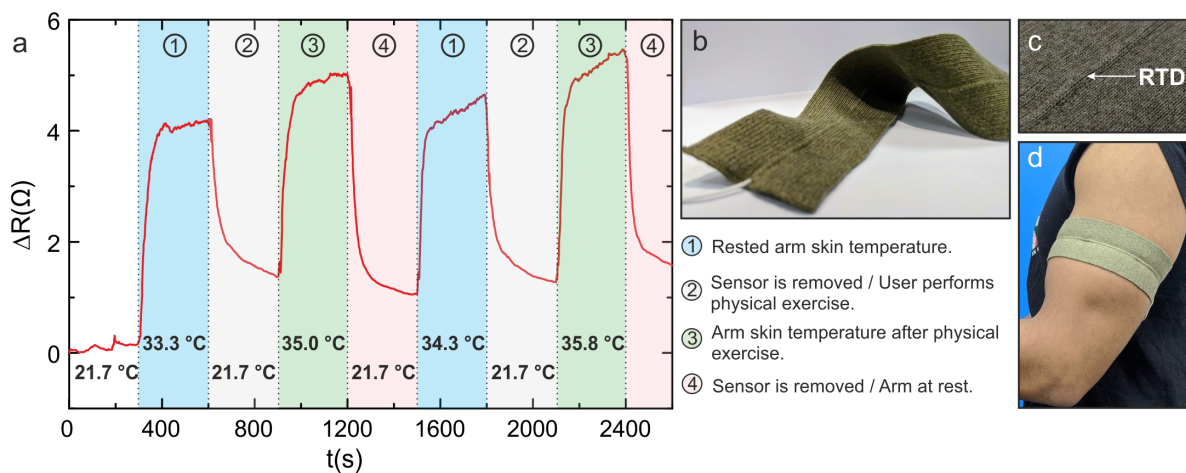 a
6
4
2
0
ΔR(Ω)
① ② ③ ④ ① ② ③ ④
33.3 °C 35.0 °C 34.3 °C 35.8 °C
21.7 °C 21.7 °C 21.7 °C 21.7 °C
0 400 800 1200 1600 2000 2400
t(s)
b
c
RTD
d
① Rested arm skin temperature.
② Sensor is removed / User performs
physical exercise.
③ Arm skin temperature after physical
exercise.
④ Sensor is removed / Arm at rest.